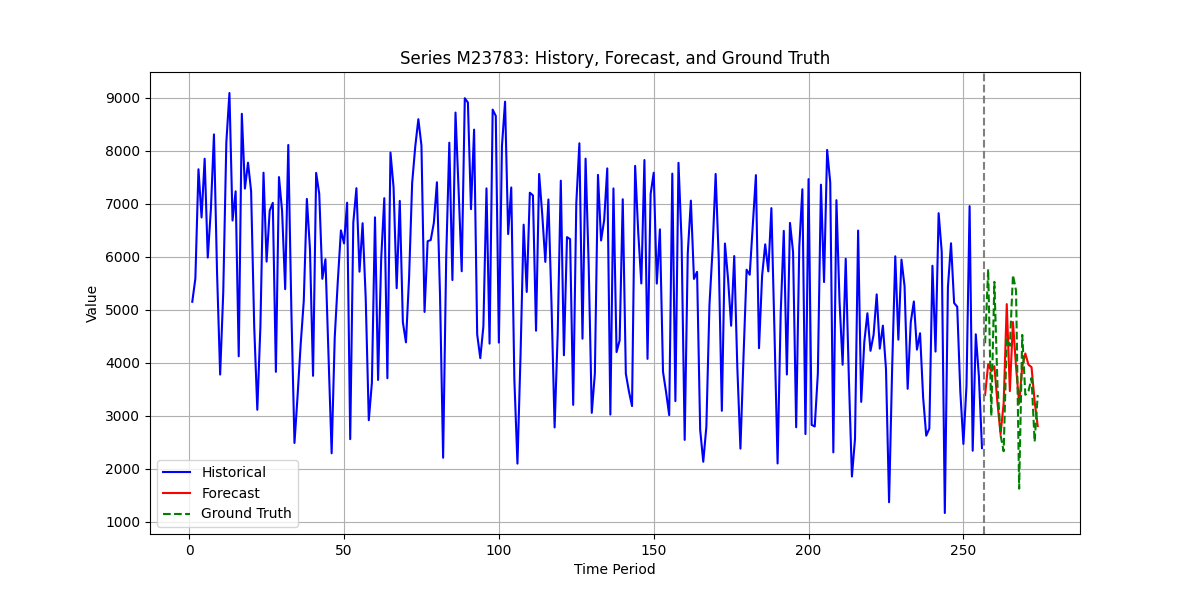 Series M23783: History, Forecast, and Ground Truth
Value
9000
8000
7000
6000
5000
4000
3000
2000
1000
Historical
Forecast
Ground Truth
0 50 100 150 200 250
Time Period